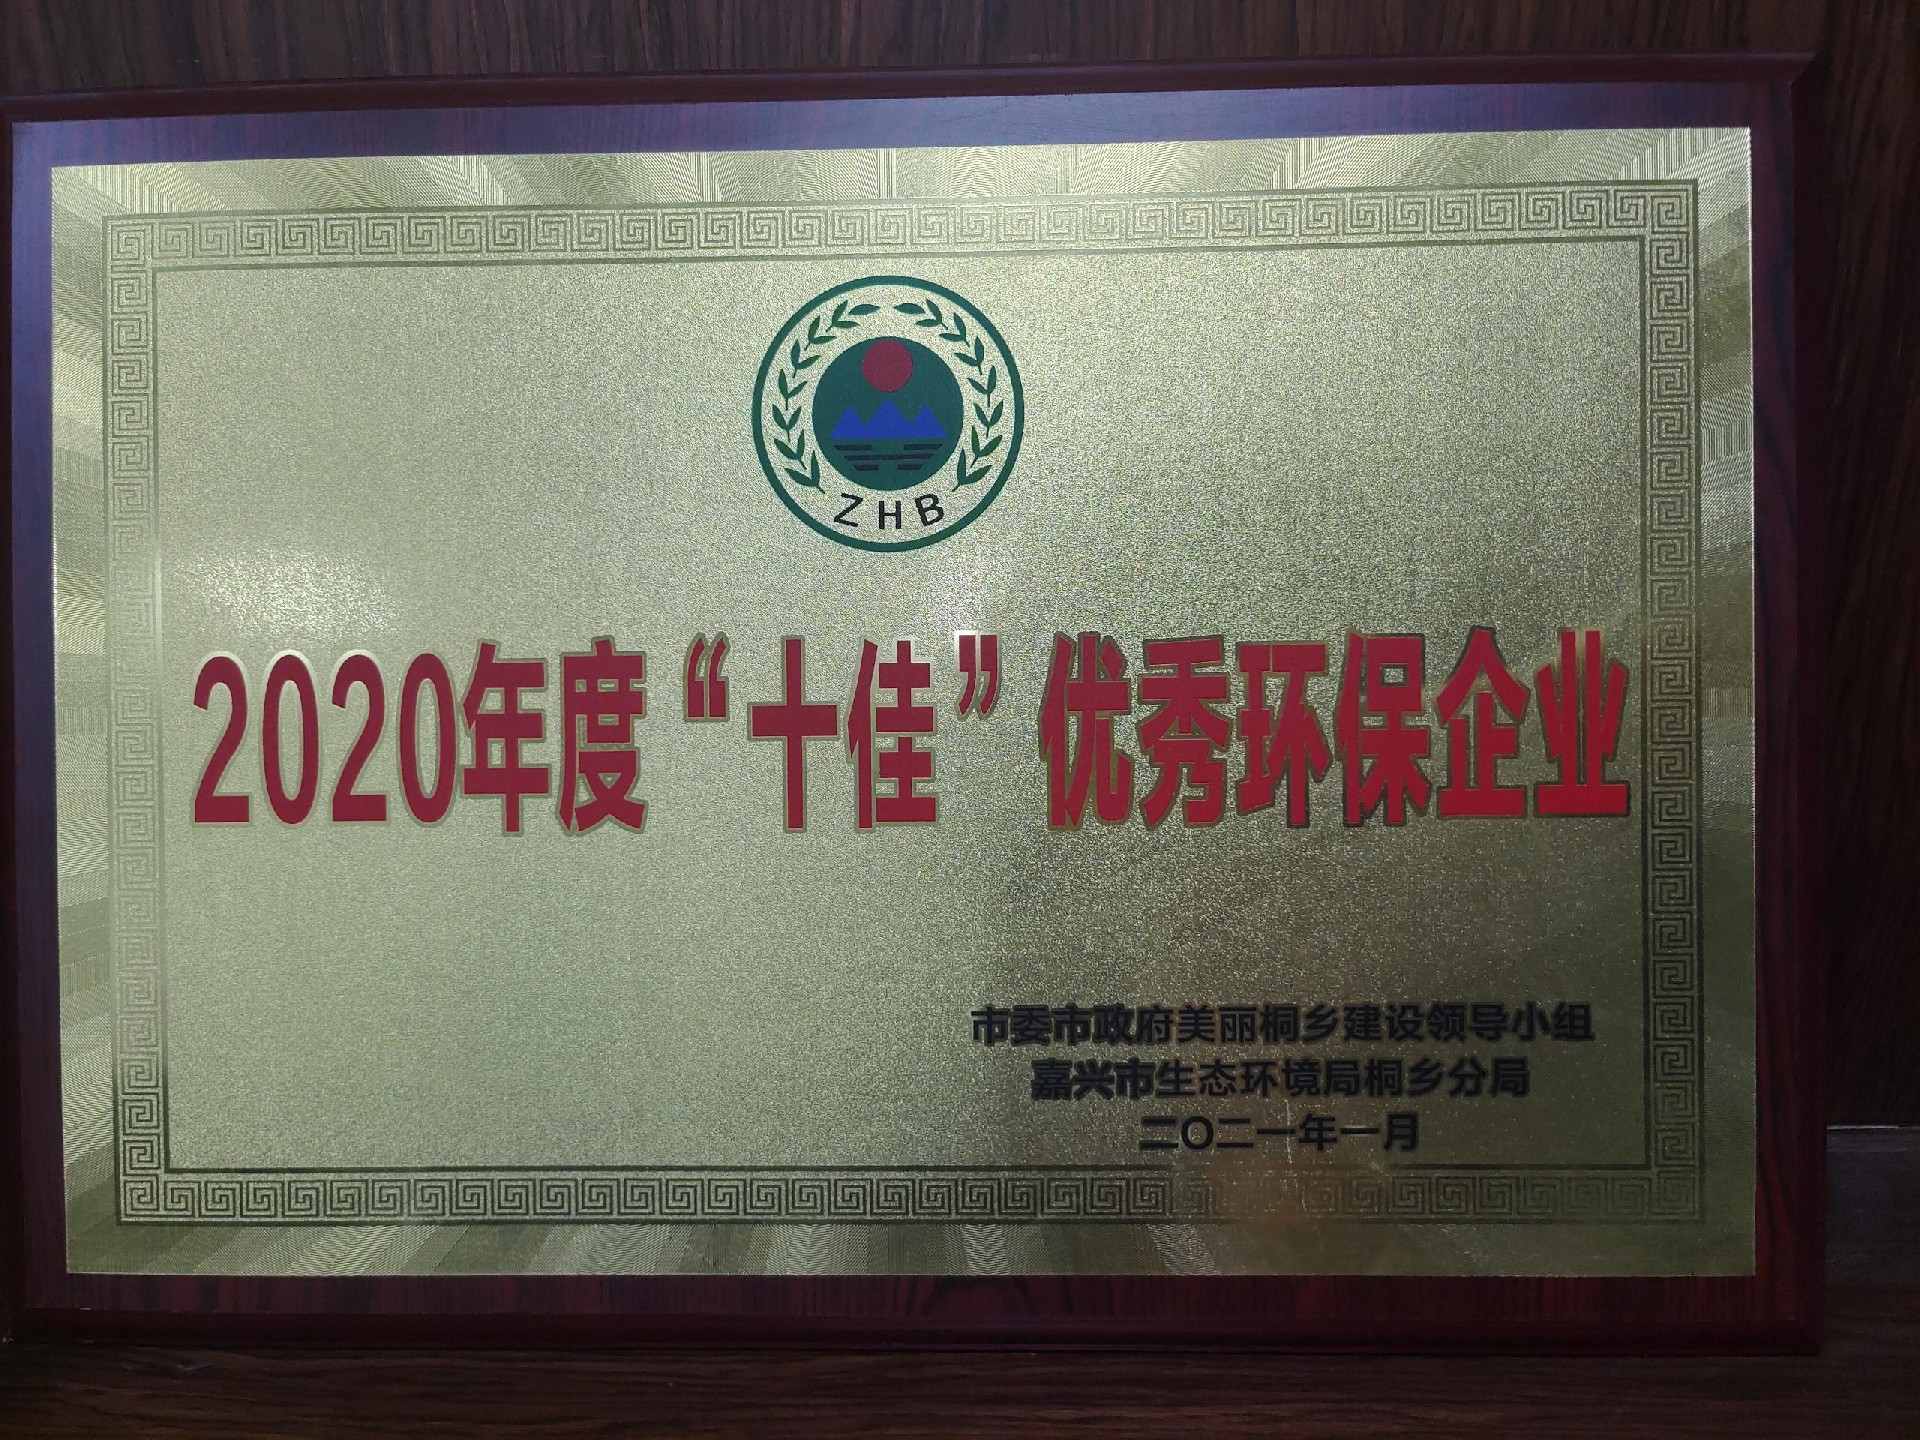 ZHB
2020年度“十佳”优秀环保企业
市委市政府美丽桐乡建设领导小组
嘉兴市生态环境局桐乡分局
二〇二一年一月